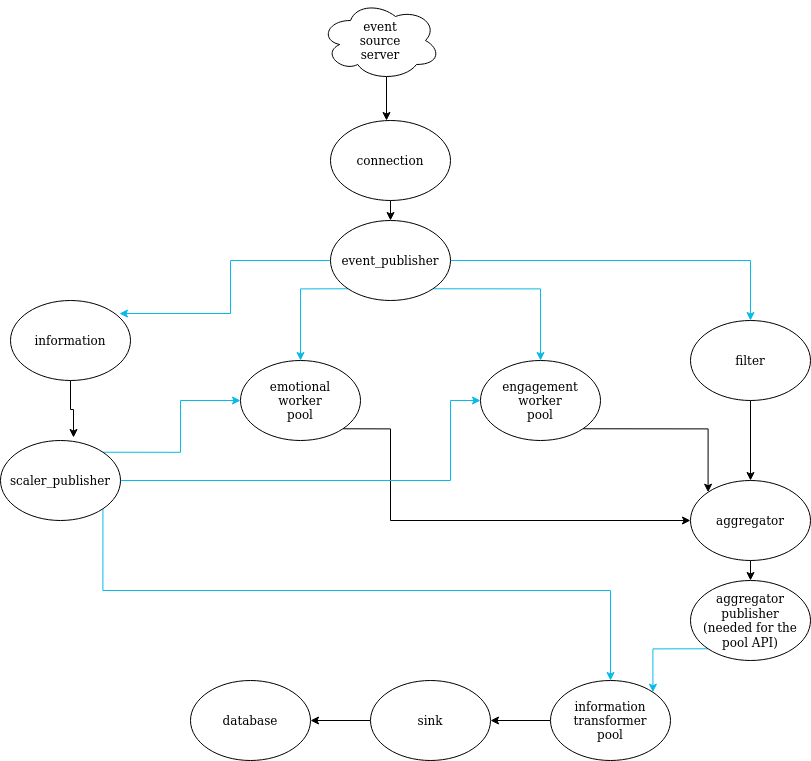 event
source
server
connection
event_publisher
information
filter
emotional
worker
pool
engagement
worker
pool
scaler_publisher
aggregator
aggregator
publisher
(needed for the
pool API)
database
sink
information
transformer
pool